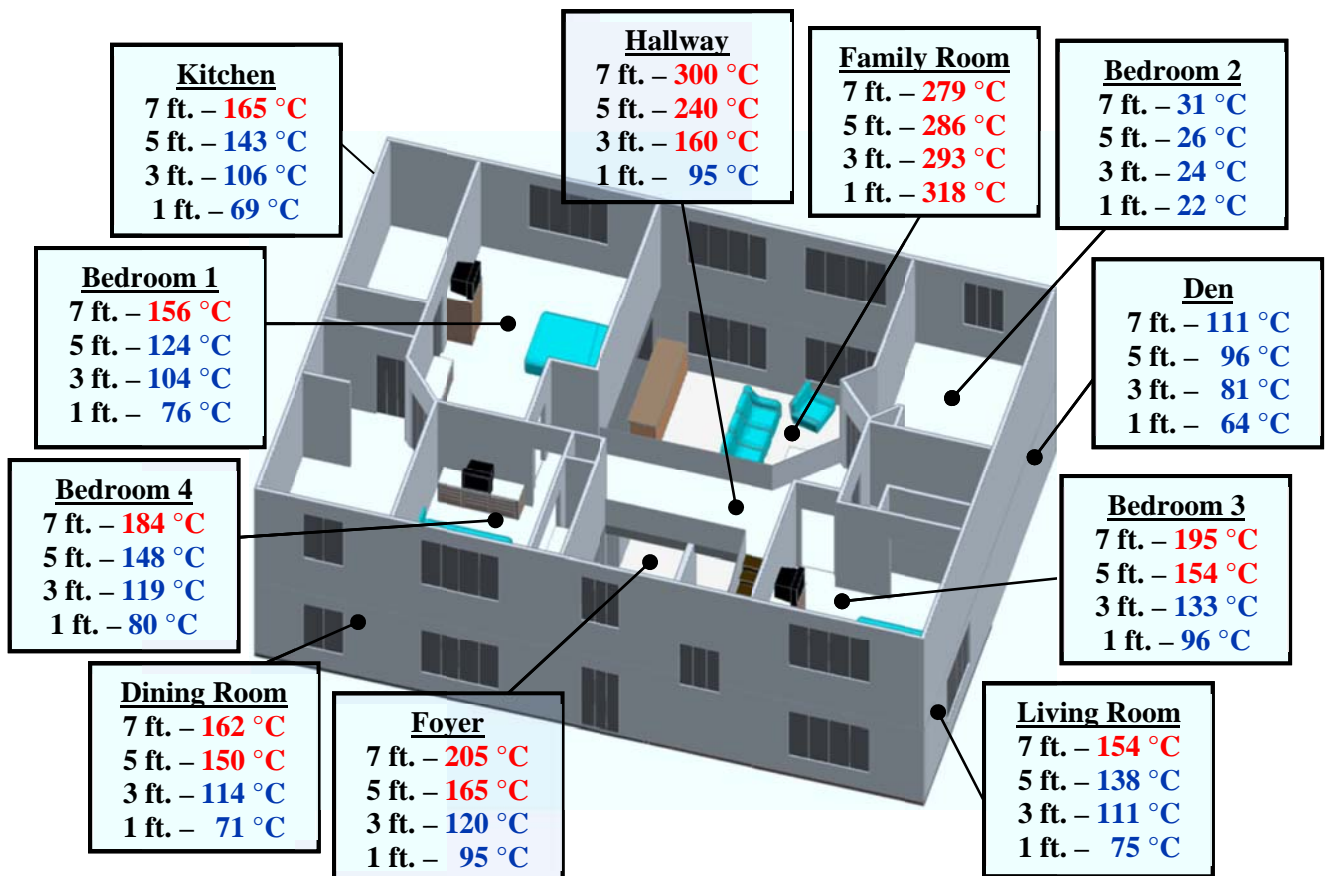 Kitchen
7 ft. – 165 °C
5 ft. – 143 °C
3 ft. – 106 °C
1 ft. – 69 °C
Hallway
7 ft. – 300 °C
5 ft. – 240 °C
3 ft. – 160 °C
1 ft. – 95 °C
Family Room
7 ft. – 279 °C
5 ft. – 286 °C
3 ft. – 293 °C
1 ft. – 318 °C
Bedroom 2
7 ft. – 31 °C
5 ft. – 26 °C
3 ft. – 24 °C
1 ft. – 22 °C
Bedroom 1
7 ft. – 156 °C
5 ft. – 124 °C
3 ft. – 104 °C
1 ft. – 76 °C
Den
7 ft. – 111 °C
5 ft. – 96 °C
3 ft. – 81 °C
1 ft. – 64 °C
Bedroom 4
7 ft. – 184 °C
5 ft. – 148 °C
3 ft. – 119 °C
1 ft. – 80 °C
Bedroom 3
7 ft. – 195 °C
5 ft. – 154 °C
3 ft. – 133 °C
1 ft. – 96 °C
Dining Room
7 ft. – 162 °C
5 ft. – 150 °C
3 ft. – 114 °C
1 ft. – 71 °C
Foyer
7 ft. – 205 °C
5 ft. – 165 °C
3 ft. – 120 °C
1 ft. – 95 °C
Living Room
7 ft. – 154 °C
5 ft. – 138 °C
3 ft. – 111 °C
1 ft. – 75 °C